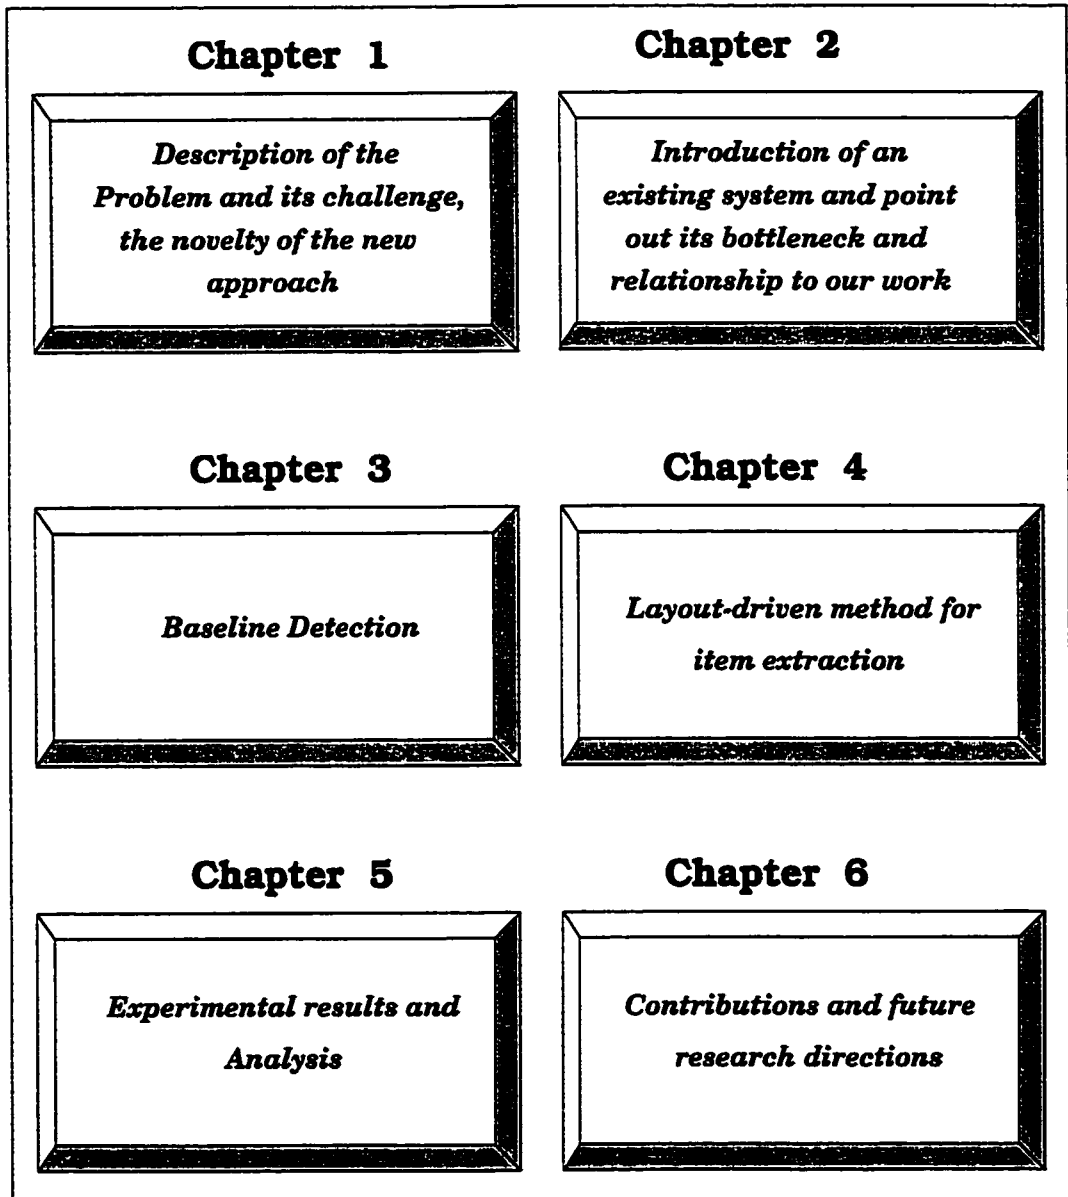 Chapter 1
Description of the
Problem and its challenge,
the novelty of the new
approach
Chapter 2
Introduction of an
existing system and point
out its bottleneck and
relationship to our work
Chapter 3
Baseline Detection
Chapter 4
Layout-driven method for
item extraction
Chapter 5
Experimental results and
Analysis
Chapter 6
Contributions and future
research directions